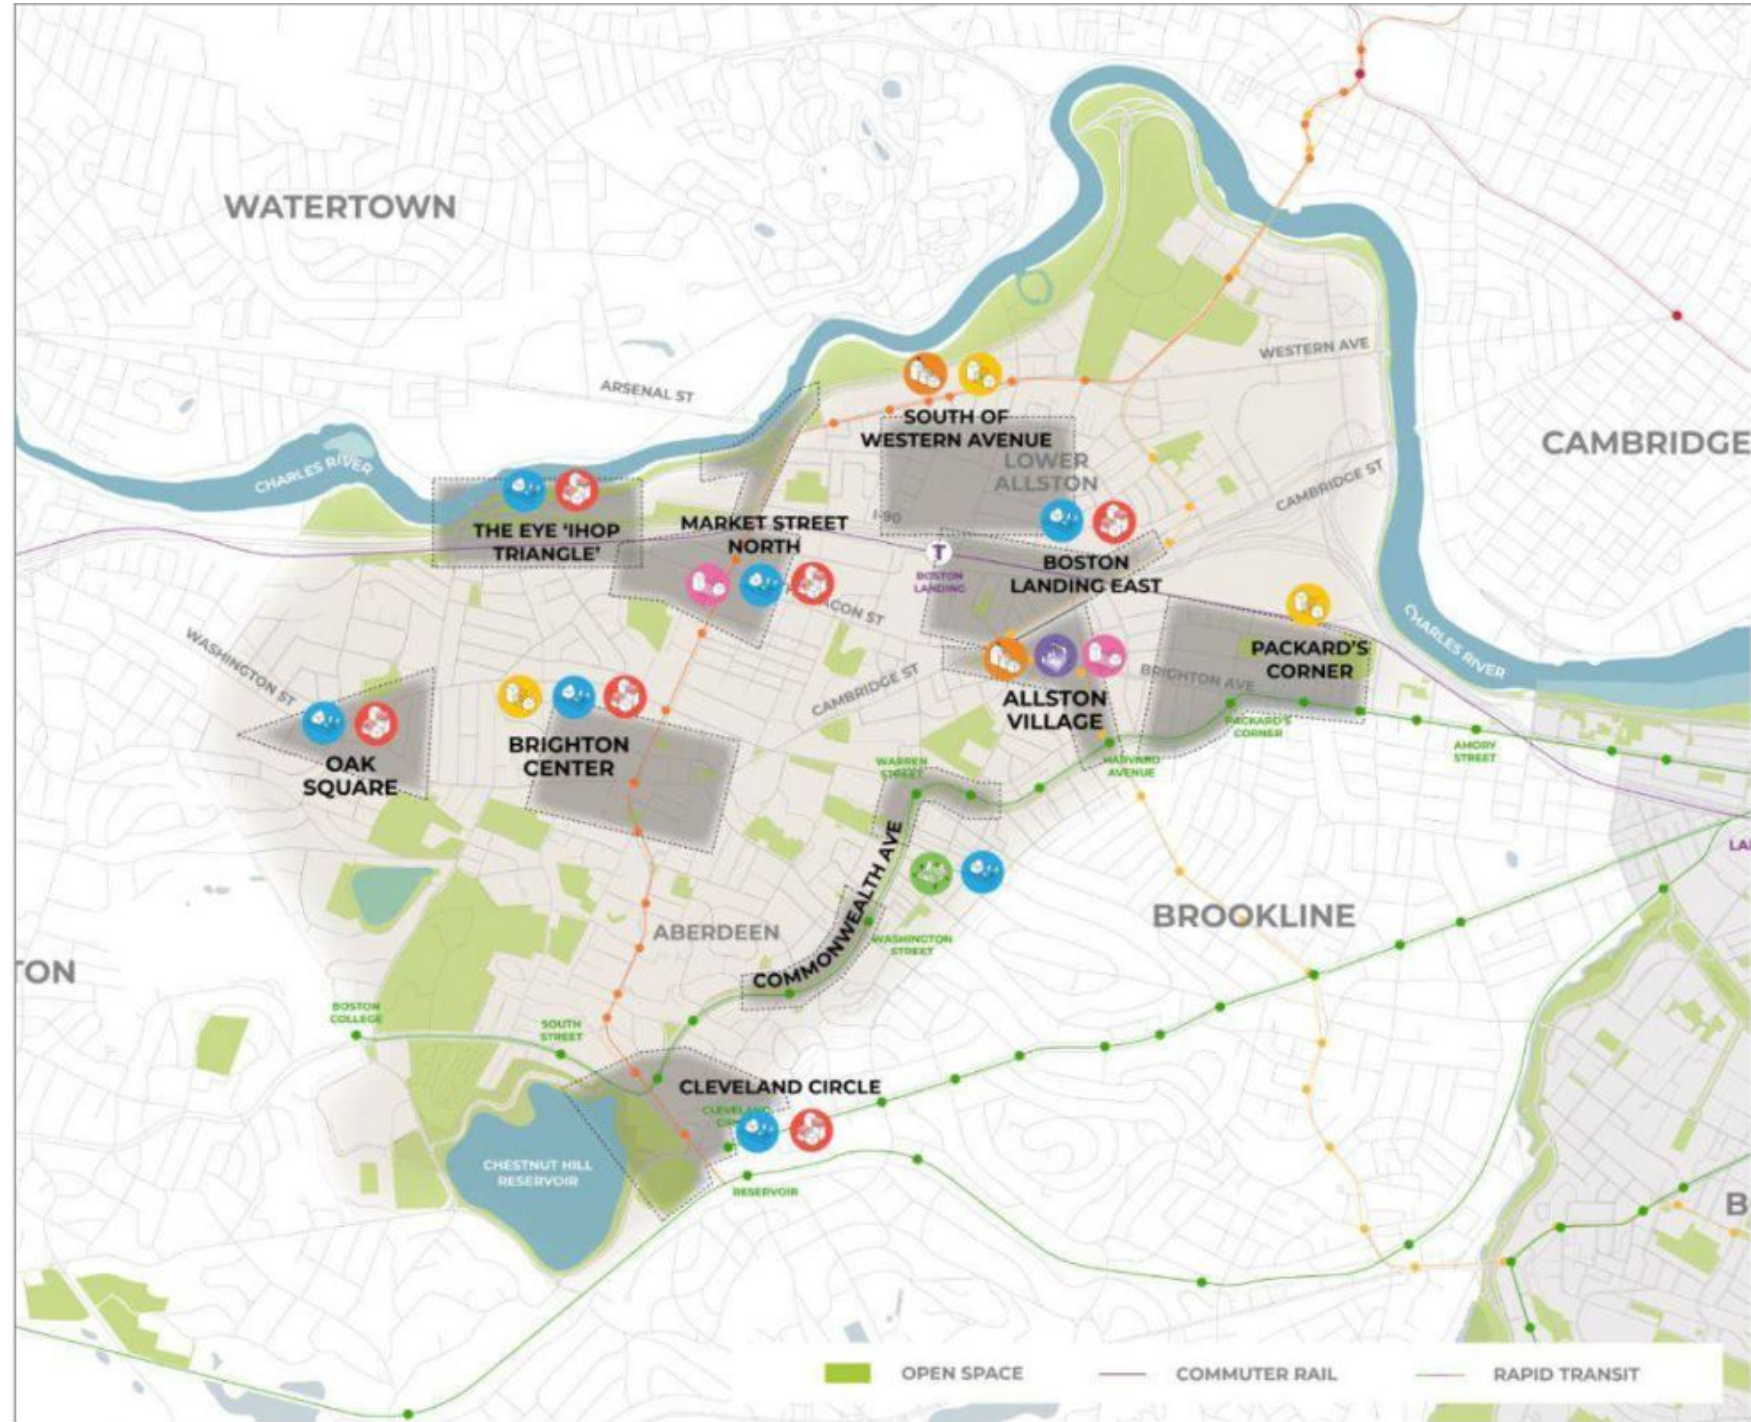 WATERTOWN
ARSENAL ST
WESTERN AVE
CAMBRIDGE
SOUTH OF
WESTERN AVENUE
LOWER
ALLSTON
CAMBRIDGE ST
CHARLES RIVER
THE EYE ‘IHOP
TRIANGLE’
MARKET STREET
NORTH
I-90
T
BOSTON
LANDING
BOSTON
LANDING EAST
WASHINGTON ST
CAMBRIDGE ST
ACON ST
PACKARD’S
CORNER
BRIGHTON AVE
CHARLES RIVER
ALLSTON
VILLAGE
OAK
SQUARE
BRIGHTON
CENTER
WARREN
STREET
HARVARD
AVENUE
PACKARD'S
CORNER
AMORY
STREET
LA
COMMONWEALTH AVE
WASHINGTON
STREET
ABERDEEN
BROOKLINE
TON
BOSTON
COLLEGE
SOUTH
STREET
CLEVELAND CIRCLE
CLEVELAND
CHESTNUT HILL
RESERVOIR
RESERVOIR
B
OPEN SPACE
COMMUTER RAIL
RAPID TRANSIT